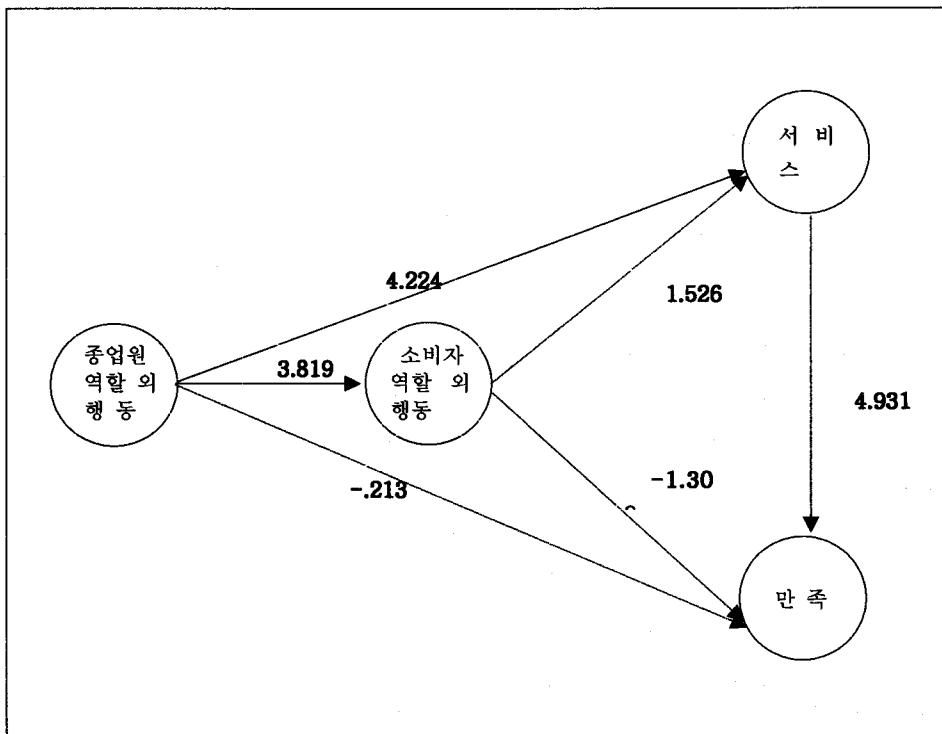 서 비
스
4.224
1.526
종업원
역할 외
행 동
3.819
소비자
역할 외
행동
4.931
-.213
-1.30
만 족